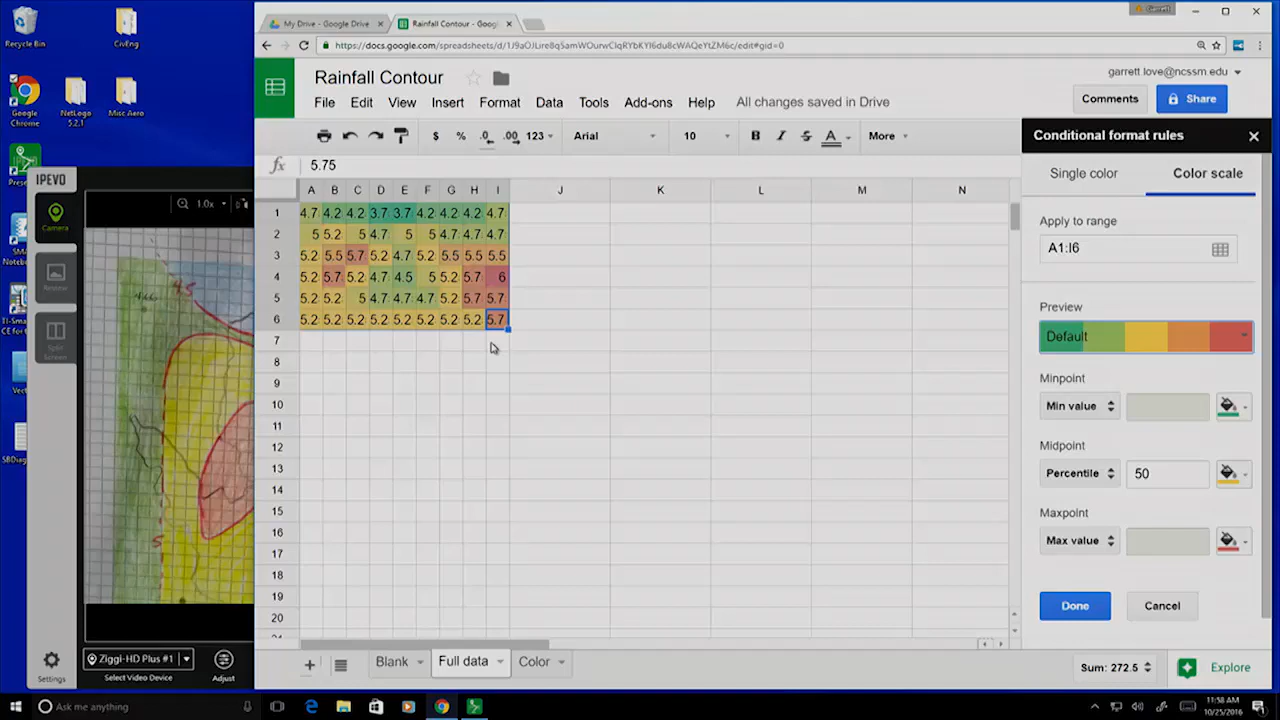 Recycle Bin
CivEng
Google
Chrome
NetLogo
5.2.1
Misc Aero
Garrett
My Drive - Google Drive
Rainfall Contour - Goog
Rainfall Contour
garrett.love@ncssm.edu
File Edit View Insert Format Data Tools Add-ons Help All changes saved in Drive
Comments
Share
$ % .0 .00 123 Arial 10 B I S A More
fx 5.75
Conditional format rules
Single color Color scale
Apply to range
A1:I6
Preview
Default
Minpoint
Min value
Midpoint
Percentile 50
Maxpoint
Max value
Done Cancel
A B C D E F G H I J K L M N
1 4.7 4.2 4.2 3.7 3.7 4.2 4.2 4.2 4.7
2 5 5.2 5 4.7 5 5 4.7 4.7 4.7
3 5.2 5.5 5.7 5.2 4.7 5.2 5.5 5.5 5.5
4 5.2 5.7 5.2 4.7 4.5 5 5.2 5.7 6
5 5.2 5.2 5 4.7 4.7 4.7 5.2 5.7 5.7
6 5.2 5.2 5.2 5.2 5.2 5.2 5.2 5.2 5.7
7
8
9
10
11
12
13
14
15
16
17
18
19
20
Blank Full data Color
Sum: 272.5
Explore
IPEVO
1.0x
Camera
Review
Split
Screen
Settings
Ziggi-HD Plus #1
Select Video Device
Adjust
Ask me anything
11:58 AM
10/25/2016